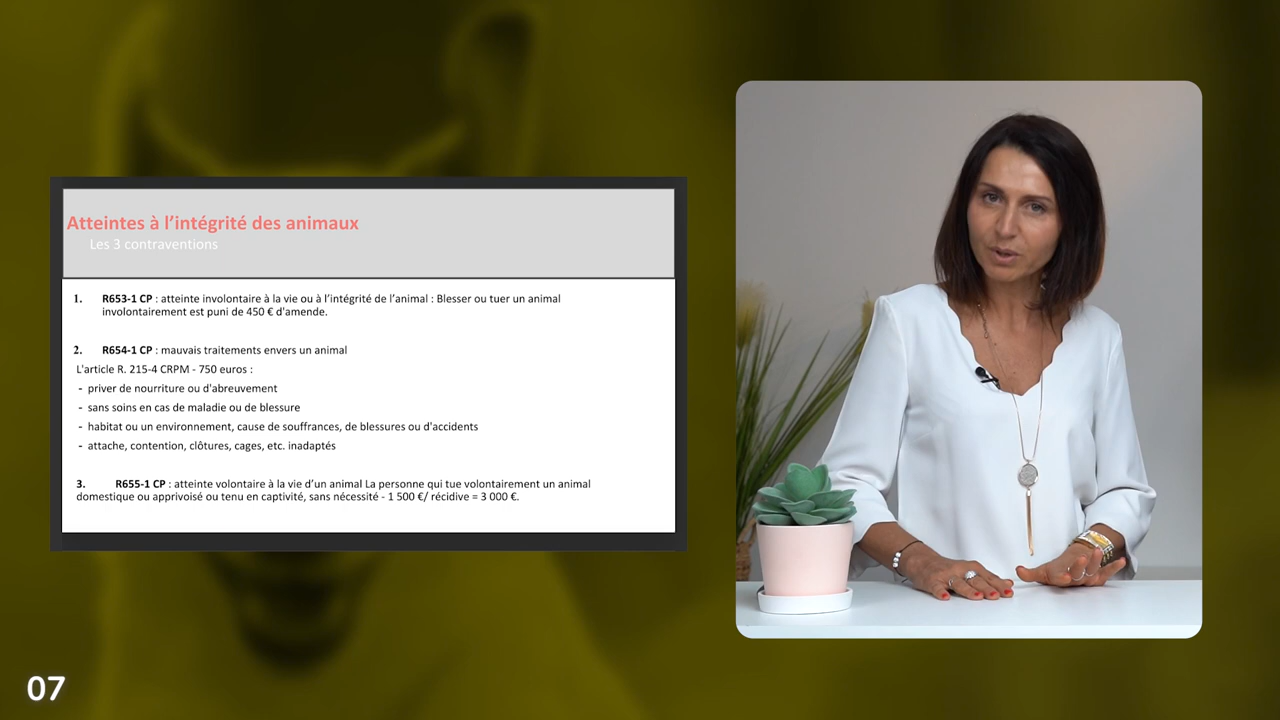 Atteintes à l’intégrité des animaux
Les 3 contraventions
1. R653-1 CP : atteinte involontaire à la vie ou à l’intégrité de l’animal : Blesser ou tuer un animal
involontairement est puni de 450 € d'amende.
2. R654-1 CP : mauvais traitements envers un animal
L'article R. 215-4 CRPM - 750 euros :
- priver de nourriture ou d'abreuvement
- sans soins en cas de maladie ou de blessure
- habitat ou un environnement, cause de souffrances, de blessures ou d'accidents
- attache, contention, clôtures, cages, etc. inadaptés
3. R655-1 CP : atteinte volontaire à la vie d’un animal La personne qui tue volontairement un animal
domestique ou apprivoisé ou tenu en captivité, sans nécessité - 1 500 €/ récidive = 3 000 €.
07